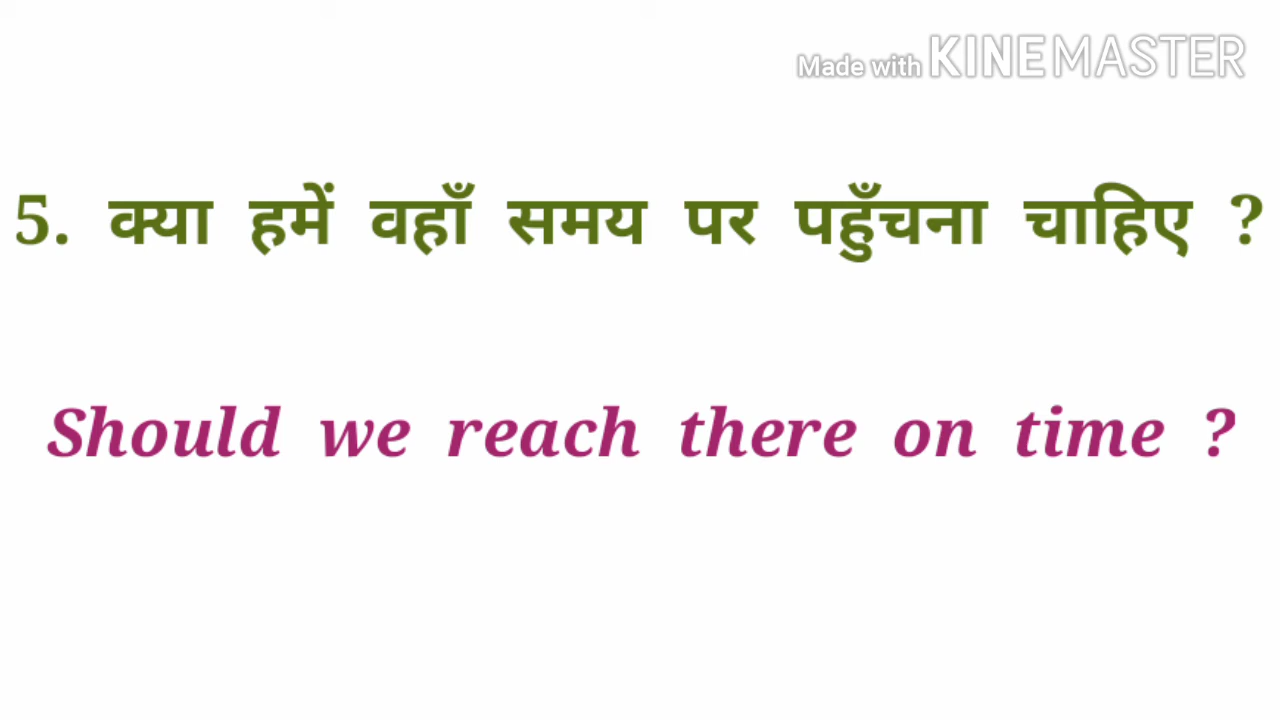 Made with KINEMASTER
5. क्या हमें वहाँ समय पर पहुँचना चाहिए ?
Should we reach there on time ?